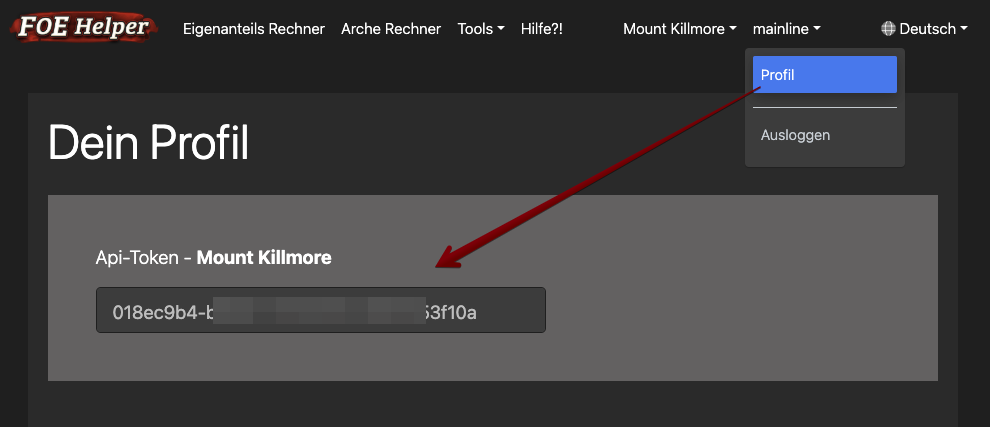 FOE Helper Eigenanteils Rechner Arche Rechner Tools Hilfe?! Mount Killmore mainline Deutsch
Profil
Ausloggen
Dein Profil
Api-Token - Mount Killmore
018ec9b4- 53f10a